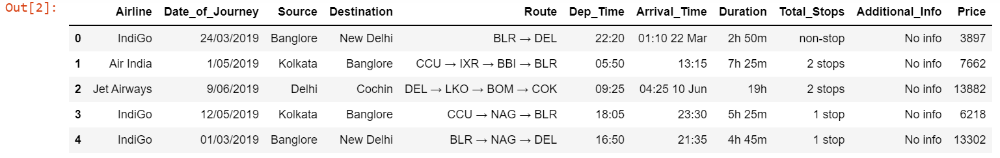 Out[2]:
Airline Date_of_Journey Source Destination Route Dep_Time Arrival_Time Duration Total_Stops Additional_Info Price
0 IndiGo 24/03/2019 Banglore New Delhi BLR → DEL 22:20 01:10 22 Mar 2h 50m non-stop No info 3897
1 Air India 1/05/2019 Kolkata Banglore CCU → IXR → BBI → BLR 05:50 13:15 7h 25m 2 stops No info 7662
2 Jet Airways 9/06/2019 Delhi Cochin DEL → LKO → BOM → COK 09:25 04:25 10 Jun 19h 2 stops No info 13882
3 IndiGo 12/05/2019 Kolkata Banglore CCU → NAG → BLR 18:05 23:30 5h 25m 1 stop No info 6218
4 IndiGo 01/03/2019 Banglore New Delhi BLR → NAG → DEL 16:50 21:35 4h 45m 1 stop No info 13302